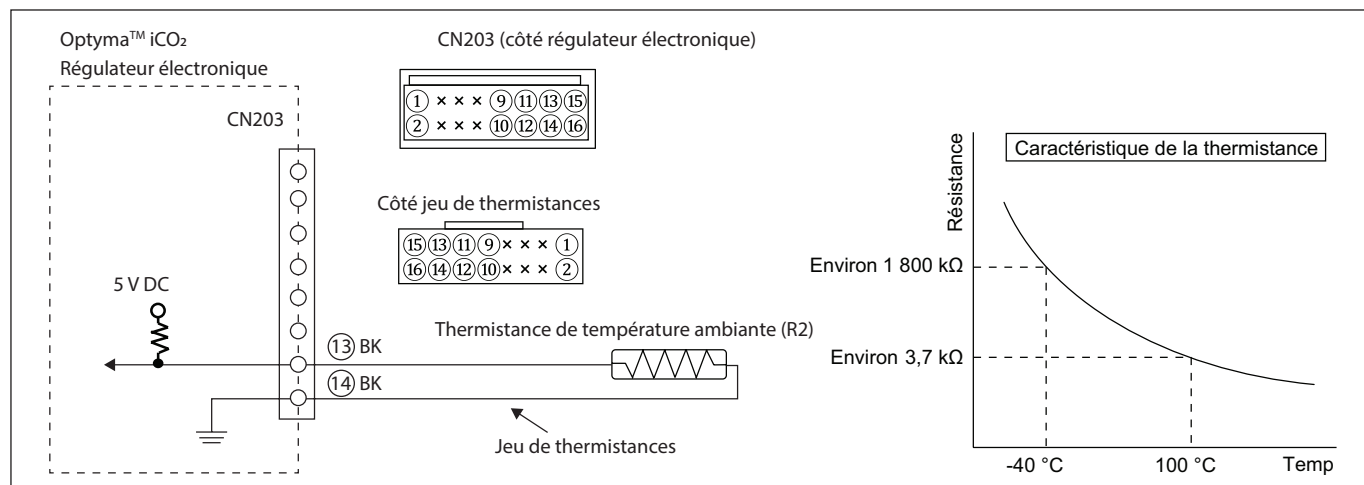 Optyma™ iCO₂
Régulateur électronique
CN203
5 V DC
CN203 (côté régulateur électronique)
1 × × × 9 11 13 15
2 × × × 10 12 14 16
Côté jeu de thermistances
15 13 11 9 × × × 1
16 14 12 10 × × × 2
Thermistance de température ambiante (R2)
13 BK
14 BK
Jeu de thermistances
Caractéristique de la thermistance
Résistance
Environ 1 800 kΩ
Environ 3,7 kΩ
-40 °C 100 °C Temp